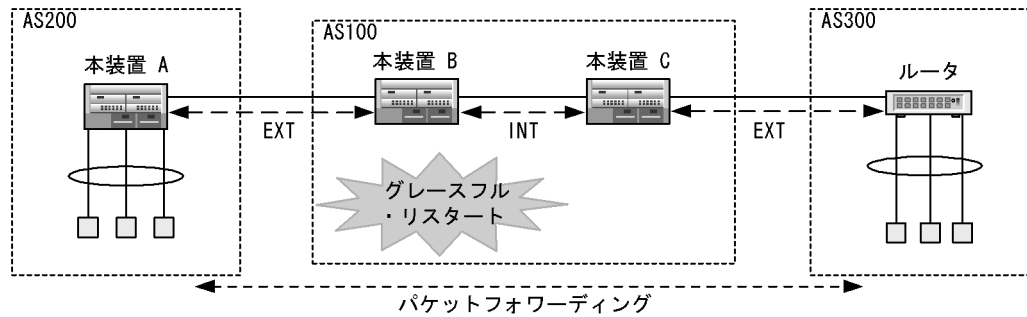 AS200
AS100
AS300
本装置 A
本装置 B
本装置 C
ルータ
EXT
INT
EXT
グレースフル
・リスタート
パケットフォワーディング